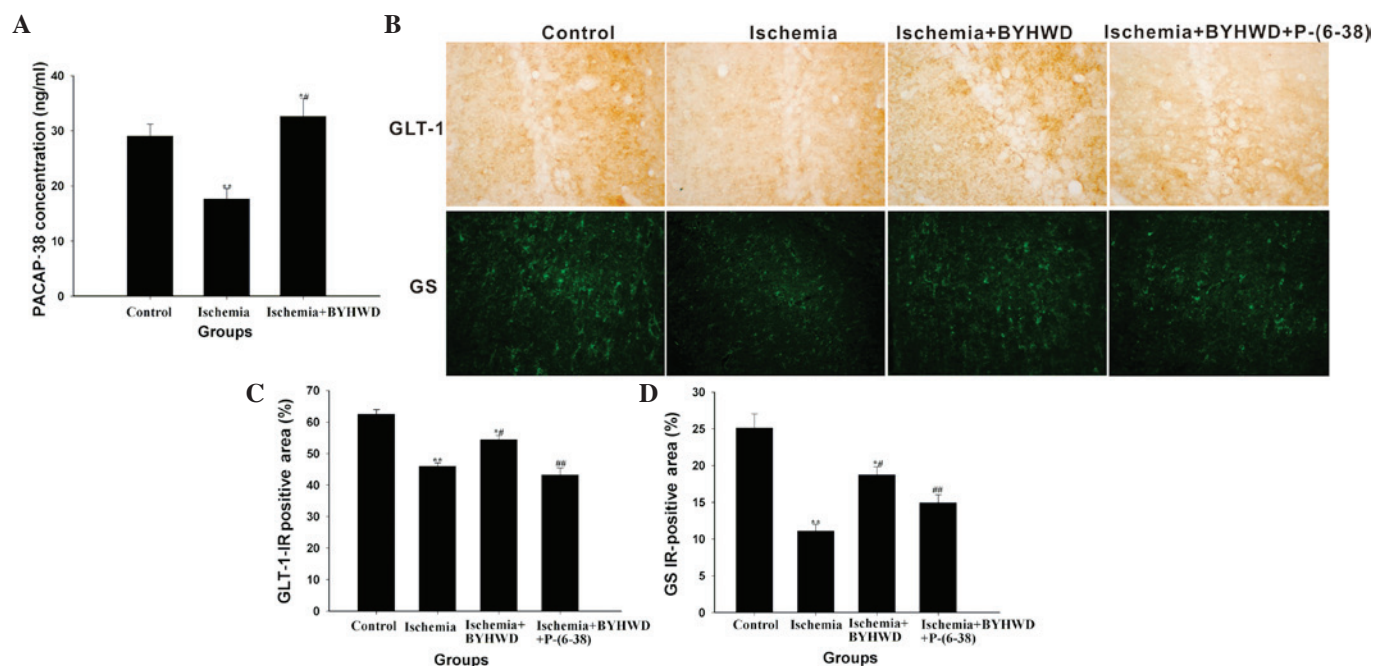 A
PACAP-38 concentration (ng/ml)
40
30
20
10
0
**
*#
Control Ischemia Ischemia+BYHWD
Groups
B
Control Ischemia Ischemia+BYHWD Ischemia+BYHWD+P-(6-38)
GLT-1
GS
C
GLT-1-IR positive area (%)
70
60
50
40
30
20
10
0
**
*#
##
Control Ischemia Ischemia+ Ischemia+BYHWD
BYHWD +P-(6-38)
Groups
D
GS IR-positive area (%)
30
25
20
15
10
5
0
**
*#
##
Control Ischemia Ischemia+ Ischemia+BYHWD
BYHWD +P-(6-38)
Groups